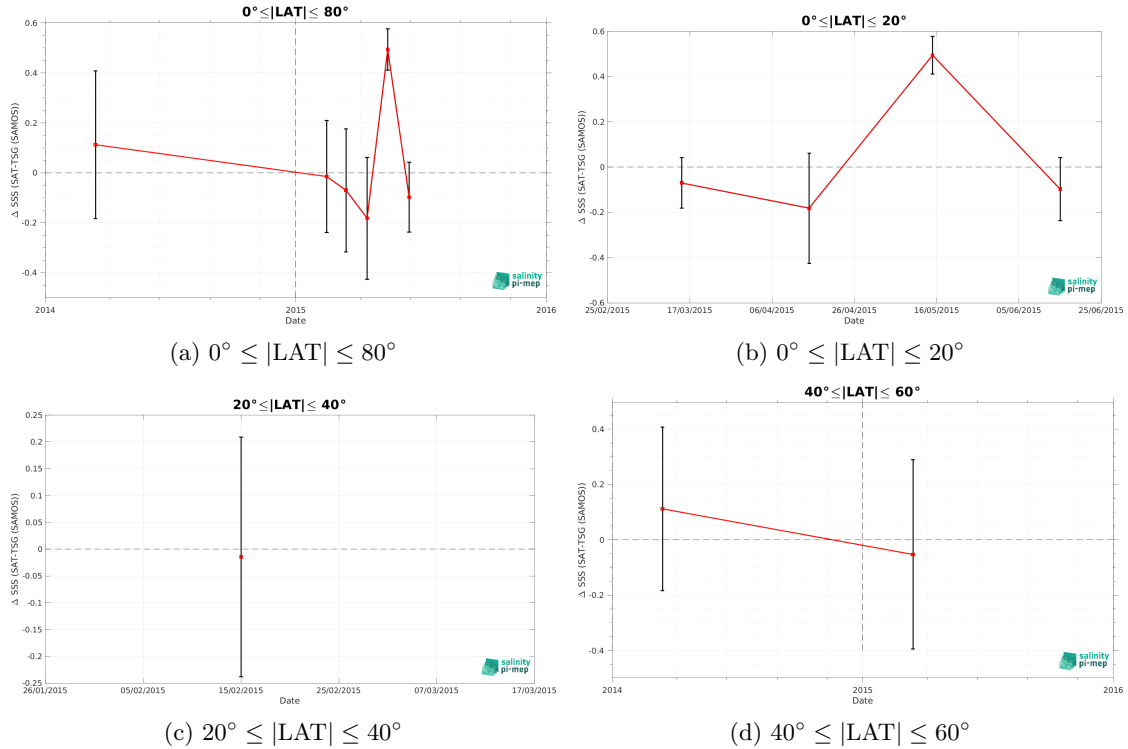 0°≤|LAT|≤ 80°
0.6
0.4
0.2
0
-0.2
-0.4
Δ SSS (SAT-TSG (SAMOS))
2014
2015
2016
Date
salinity
pi-mep
(a) 0° ≤ |LAT| ≤ 80°
0°≤|LAT|≤ 20°
0.6
0.4
0.2
0
-0.2
-0.4
-0.6
Δ SSS (SAT-TSG (SAMOS))
25/02/2015
17/03/2015
06/04/2015
26/04/2015
16/05/2015
05/06/2015
25/06/2015
Date
salinity
pi-mep
(b) 0° ≤ |LAT| ≤ 20°
20°≤|LAT|≤ 40°
0.25
0.2
0.15
0.1
0.05
0
-0.05
-0.1
-0.15
-0.2
-0.25
Δ SSS (SAT-TSG (SAMOS))
26/01/2015
05/02/2015
15/02/2015
25/02/2015
07/03/2015
17/03/2015
Date
salinity
pi-mep
(c) 20° ≤ |LAT| ≤ 40°
40°≤|LAT|≤ 60°
0.4
0.2
0
-0.2
-0.4
Δ SSS (SAT-TSG (SAMOS))
2014
2015
2016
Date
salinity
pi-mep
(d) 40° ≤ |LAT| ≤ 60°